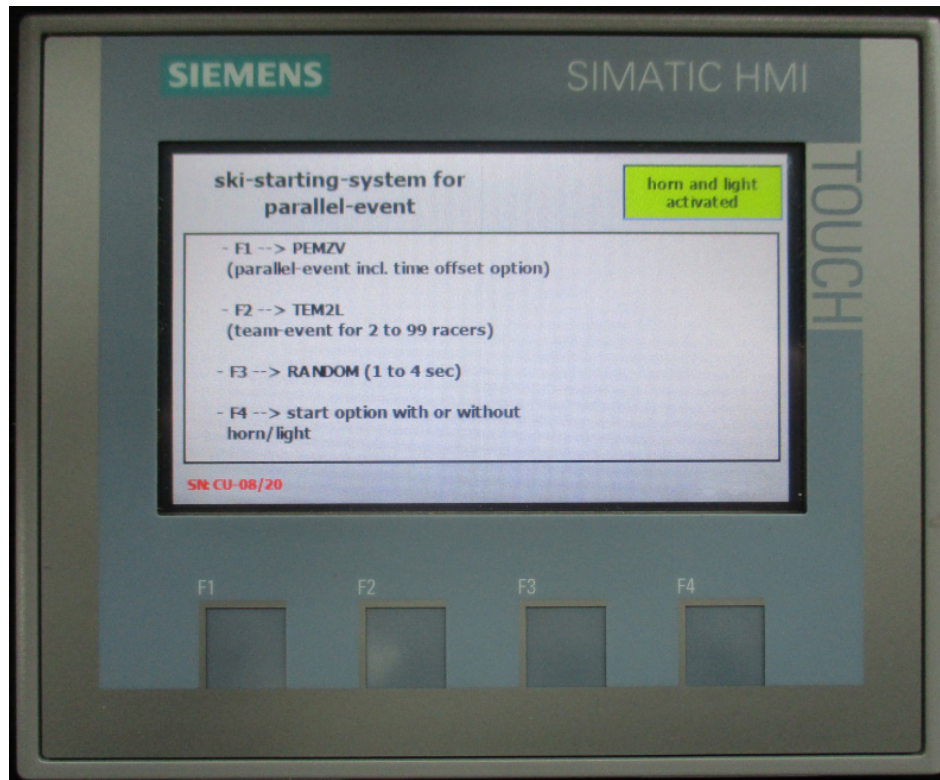 SIEMENS
SIMATIC HMI
TOUCH
ski-starting-system for
parallel-event
horn and light
activated
- F1 --> PEMZV
(parallel-event incl. time offset option)
- F2 --> TEM2L
(team-event for 2 to 99 racers)
- F3 --> RANDOM (1 to 4 sec)
- F4 --> start option with or without
horn/light
SN: CU-08/20
F1
F2
F3
F4